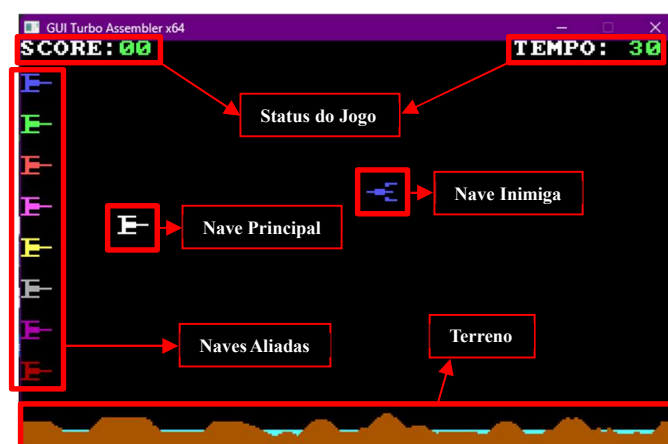 GUI Turbo Assembler x64
SCORE:00
TEMPO: 30
Status do Jogo
Nave Inimiga
Nave Principal
Naves Aliadas
Terreno